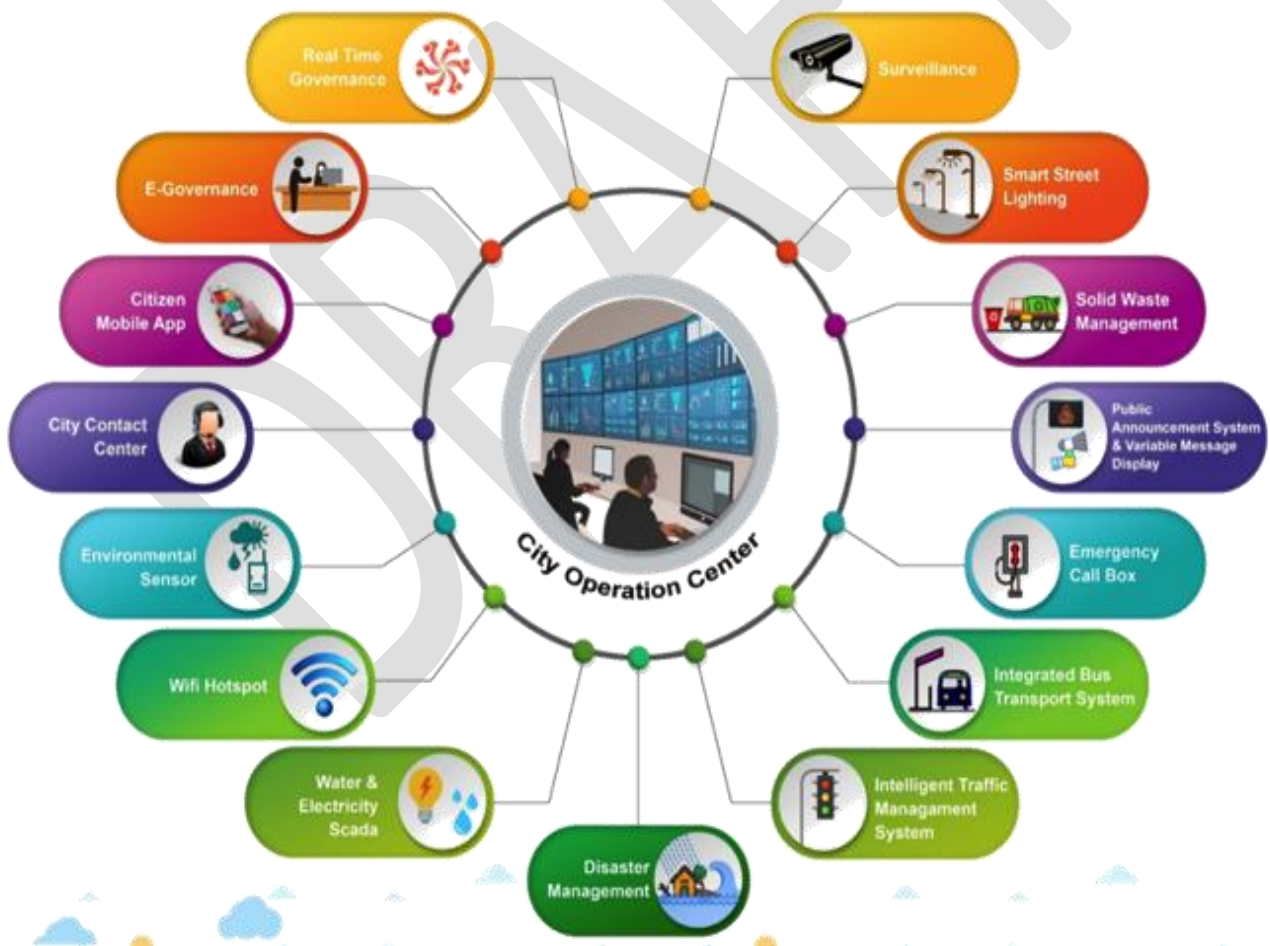 Real Time
Governance
Surveillance
E-Governance
Smart Street
Lighting
Citizen
Mobile App
Solid Waste
Management
City Contact
Center
Public
Announcement System
& Variable Message
Display
Environmental
Sensor
Emergency
Call Box
City Operation Center
Wifi Hotspot
Integrated Bus
Transport System
Water &
Electricity
Scada
Intelligent Traffic
Managament
System
Disaster
Management
DRAF